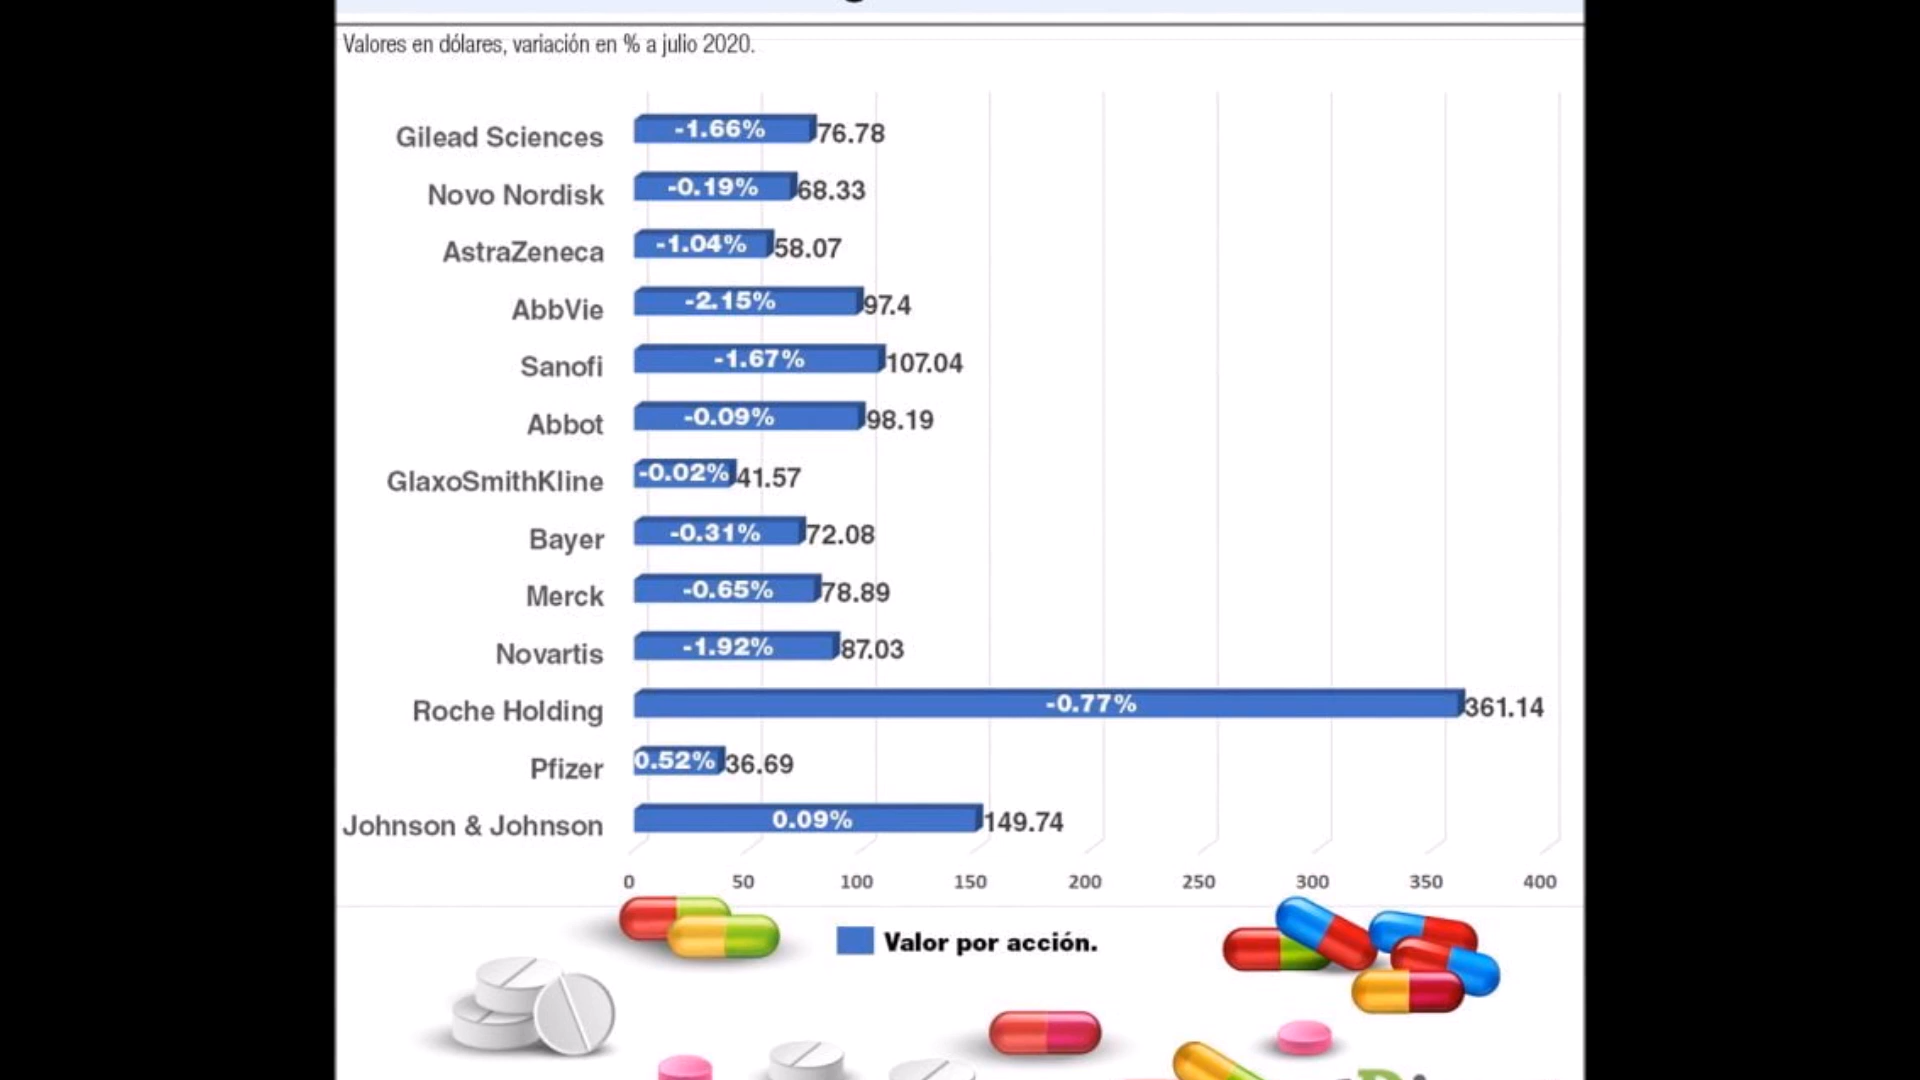 Valores en dólares, variación en % a julio 2020.
Gilead Sciences -1.66% 76.78
Novo Nordisk -0.19% 68.33
AstraZeneca -1.04% 58.07
AbbVie -2.15% 97.4
Sanofi -1.67% 107.04
Abbot -0.09% 98.19
GlaxoSmithKline -0.02% 41.57
Bayer -0.31% 72.08
Merck -0.65% 78.89
Novartis -1.92% 87.03
Roche Holding -0.77% 361.14
Pfizer 0.52% 36.69
Johnson & Johnson 0.09% 149.74
0 50 100 150 200 250 300 350 400
Valor por acción.